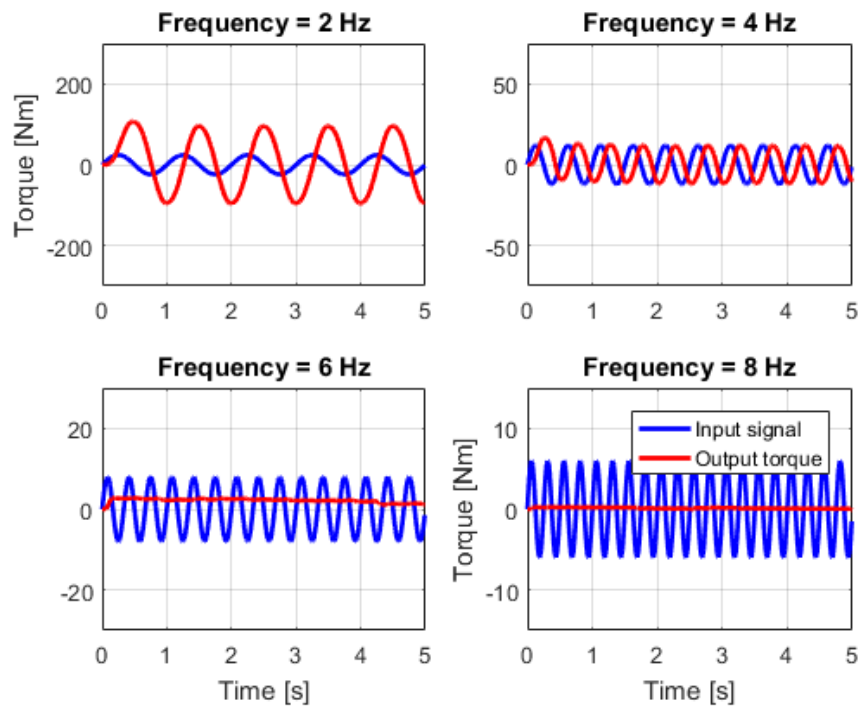 Frequency = 2 Hz
Torque [Nm]
200
0
-200
0 1 2 3 4 5
Frequency = 4 Hz
50
0
-50
0 1 2 3 4 5
Frequency = 6 Hz
20
0
-20
0 1 2 3 4 5
Time [s]
Frequency = 8 Hz
Torque [Nm]
10
0
-10
Input signal
Output torque
0 1 2 3 4 5
Time [s]